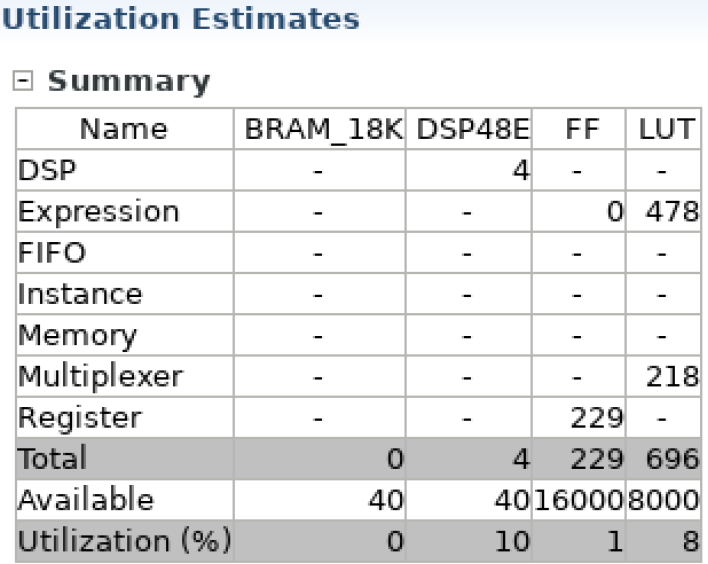 Utilization Estimates
Summary
Name BRAM_18K DSP48E FF LUT
DSP - 4 - -
Expression - - 0 478
FIFO - - - -
Instance - - - -
Memory - - - -
Multiplexer - - - 218
Register - - 229 -
Total 0 4 229 696
Available 40 40 16000 8000
Utilization (%) 0 10 1 8